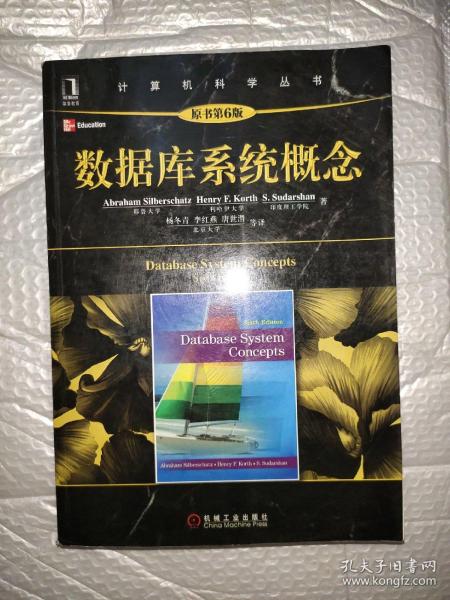 计算机科学丛书
华章教育
Education
原书第6版
数据库系统概念
Abraham Silberschatz Henry F. Korth S. Sudarshan 著
耶鲁大学 利哈伊大学 印度理工学院
杨冬青 李红燕 唐世渭 等译
北京大学
Database System Concepts
Sixth Edition
Database System
Concepts
Abraham Silberschatz • Henry F. Korth • S. Sudarshan
机械工业出版社
China Machine Press
孔夫子旧书网
www.kongfz.com